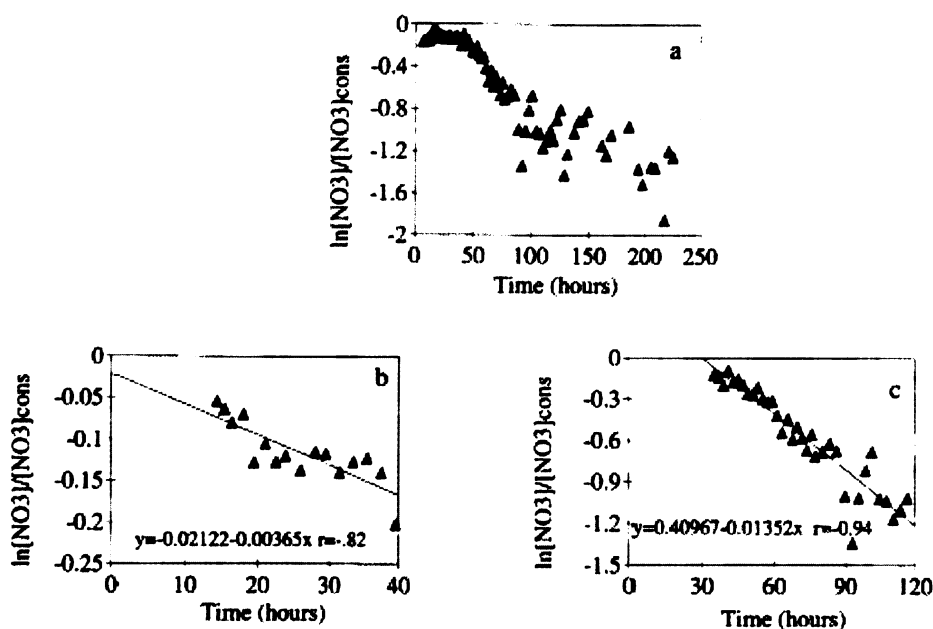 a
0
-0.4
-0.8
-1.2
-1.6
-2
ln[NO3]/[NO3]cons
0 50 100 150 200 250
Time (hours)
b
0
-0.05
-0.1
-0.15
-0.2
-0.25
ln[NO3]/[NO3]cons
y=-0.02122-0.00365x r=-.82
0 10 20 30 40
Time (hours)
c
0
-0.3
-0.6
-0.9
-1.2
-1.5
ln[NO3]/[NO3]cons
y=0.40967-0.01352x r=-0.94
0 30 60 90 120
Time (hours)